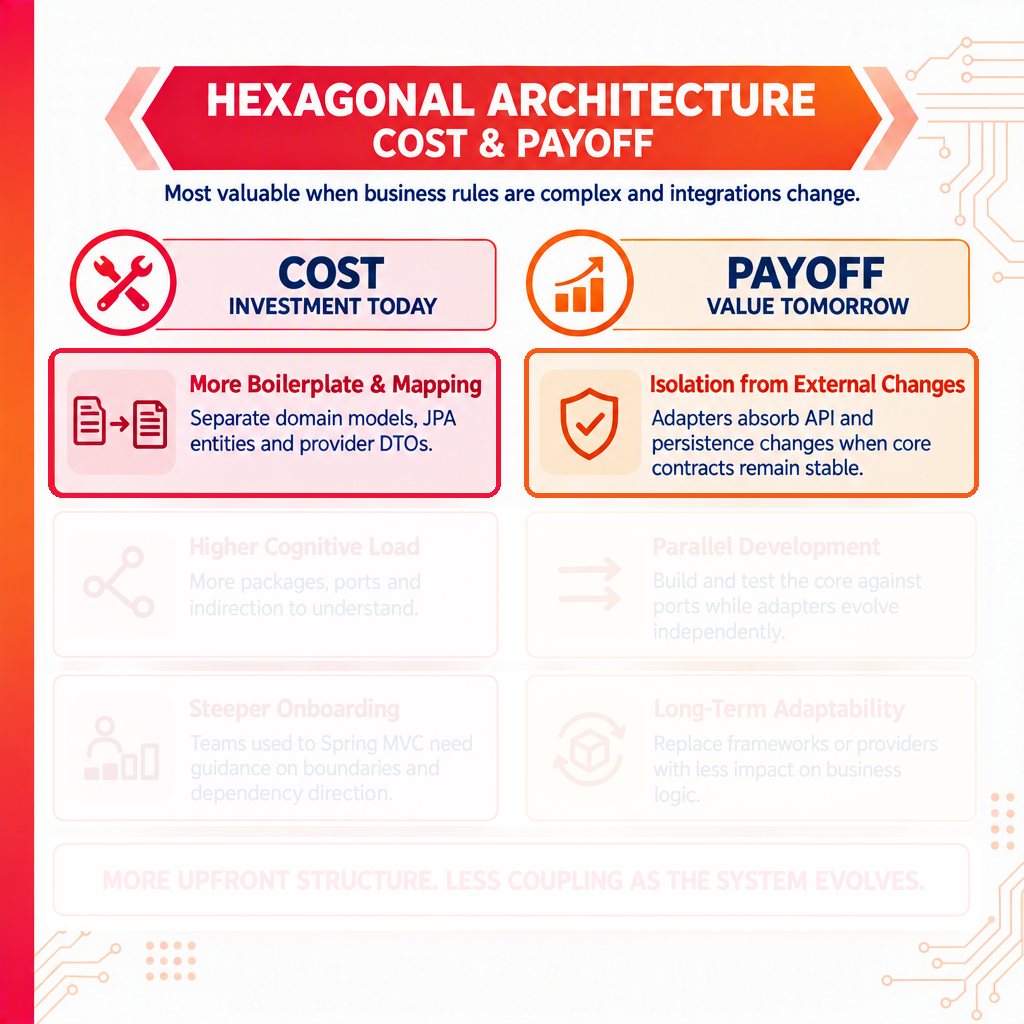 HEXAGONAL ARCHITECTURE
COST & PAYOFF
Most valuable when business rules are complex and integrations change.
COST
INVESTMENT TODAY
PAYOFF
VALUE TOMORROW
More Boilerplate & Mapping
Separate domain models, JPA
entities and provider DTOs.
Isolation from External Changes
Adapters absorb API and
persistence changes when core
contracts remain stable.
Higher Cognitive Load
More packages, ports and
indirection to understand.
Parallel Development
Build and test the core against
ports while adapters evolve
independently.
Steeper Onboarding
Teams used to Spring MVC need
guidance on boundaries and
dependency direction.
Long-Term Adaptability
Replace frameworks or providers
with less impact on business
logic.
MORE UPFRONT STRUCTURE. LESS COUPLING AS THE SYSTEM EVOLVES.